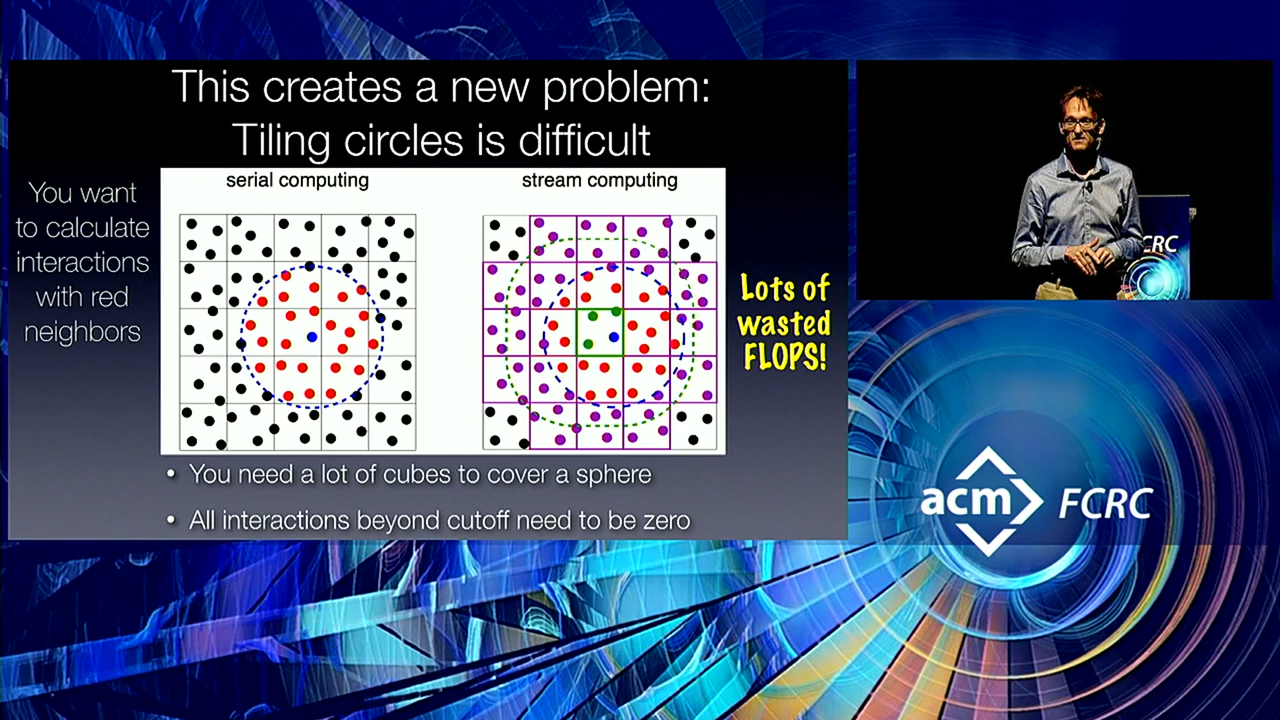 This creates a new problem:
Tiling circles is difficult
You want
to calculate
interactions
with red
neighbors
serial computing
stream computing
Lots of
wasted
FLOPS!
• You need a lot of cubes to cover a sphere
• All interactions beyond cutoff need to be zero
CRC
acm FCRC